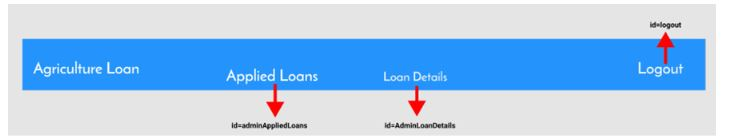 id=logout
Agriculture Loan
Applied Loans
Loan Details
Logout
id=adminAppliedLoans
id=AdminLoanDetails